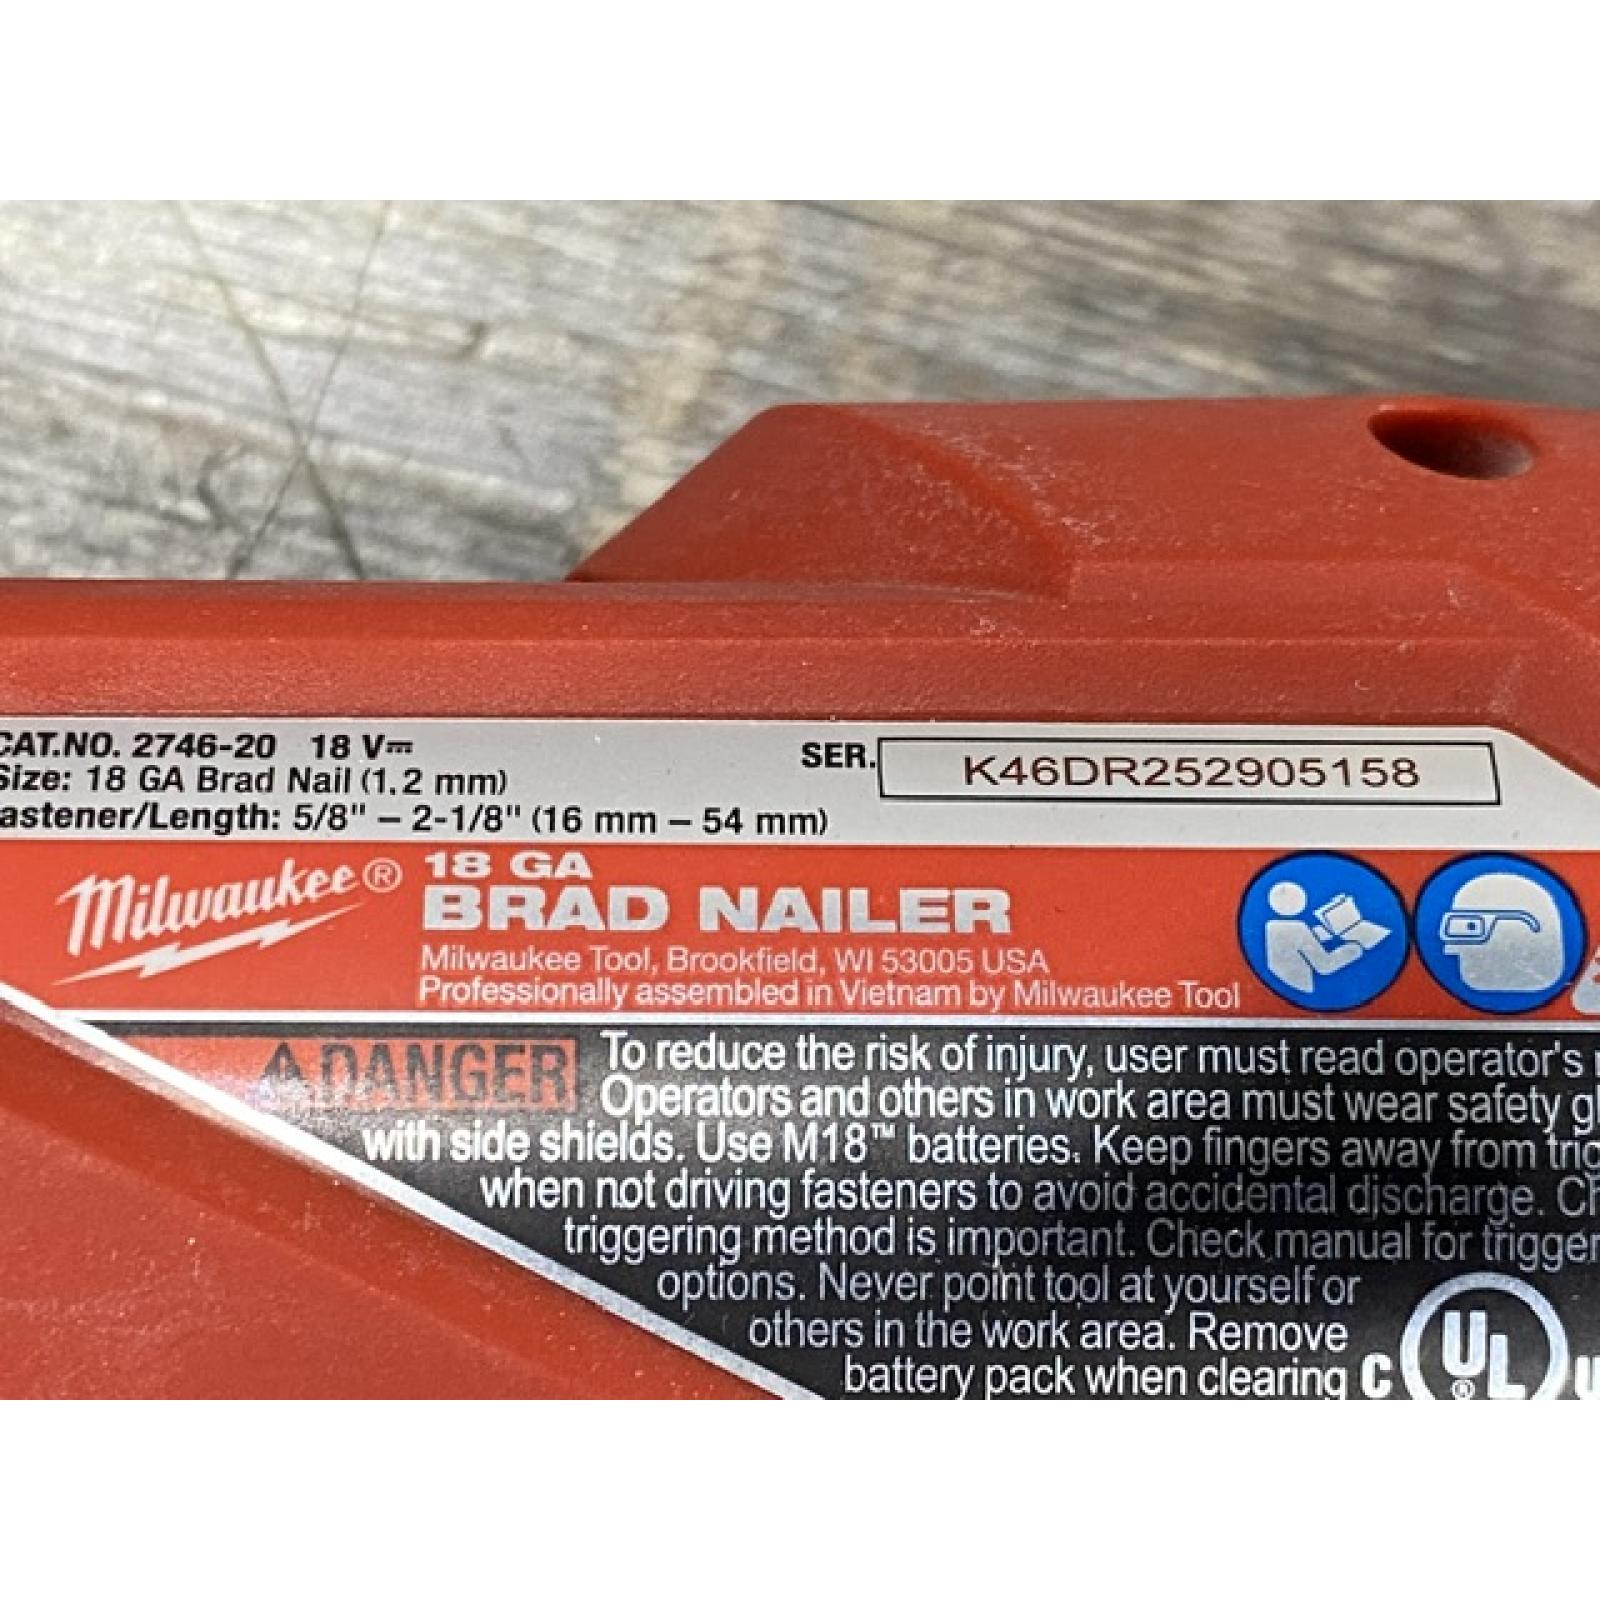 CAT.NO. 2746-20 18 V⎓
Size: 18 GA Brad Nail (1.2 mm)
astener/Length: 5/8" – 2-1/8" (16 mm – 54 mm)
SER. K46DR252905158
Milwaukee®
18 GA
BRAD NAILER
Milwaukee Tool, Brookfield, WI 53005 USA
Professionally assembled in Vietnam by Milwaukee Tool
DANGER
To reduce the risk of injury, user must read operator's
Operators and others in work area must wear safety gl
with side shields. Use M18™ batteries. Keep fingers away from trig
when not driving fasteners to avoid accidental discharge. Ch
triggering method is important. Check manual for trigger
options. Never point tool at yourself or
others in the work area. Remove
battery pack when clearing
C UL® U